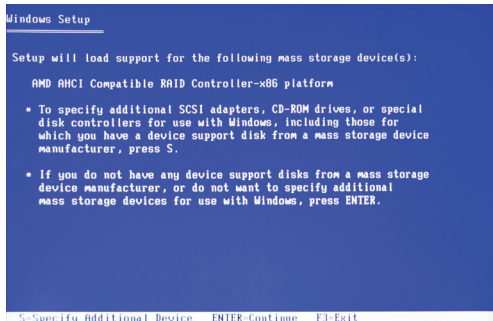 Windows Setup
Setup will load support for the following mass storage device(s):
AMD AHCI Compatible RAID Controller-x86 platform
* To specify additional SCSI adapters, CD-ROM drives, or special
disk controllers for use with Windows, including those for
which you have a device support disk from a mass storage device
manufacturer, press S.
* If you do not have any device support disks from a mass storage
device manufacturer, or do not want to specify additional
mass storage devices for use with Windows, press ENTER.
S=Specify Additional Device ENTER=Continue F3=Exit